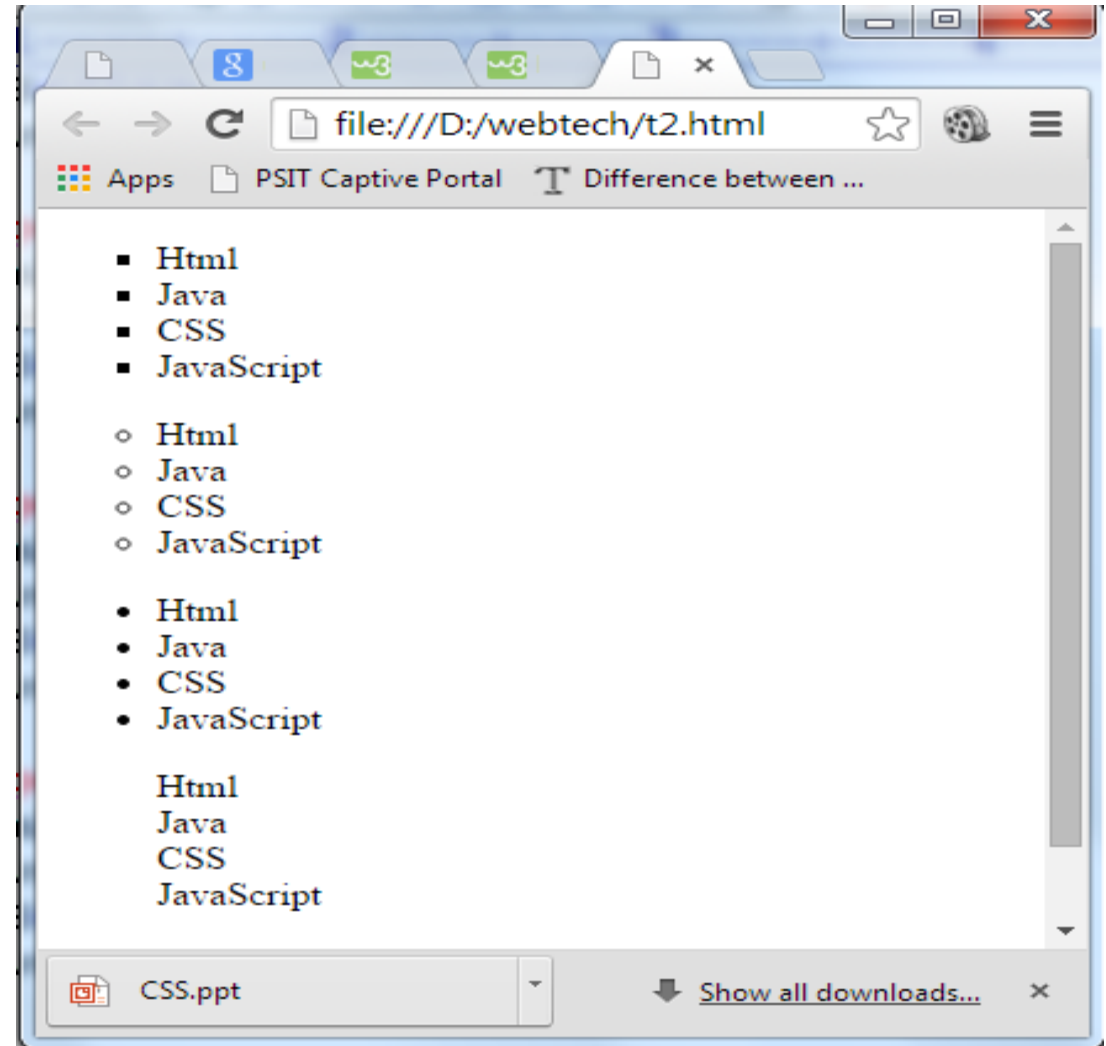 file:///D:/webtech/t2.html
Apps PSIT Captive Portal Difference between ...
Html
Java
CSS
JavaScript
Html
Java
CSS
JavaScript
Html
Java
CSS
JavaScript
Html
Java
CSS
JavaScript
CSS.ppt Show all downloads...